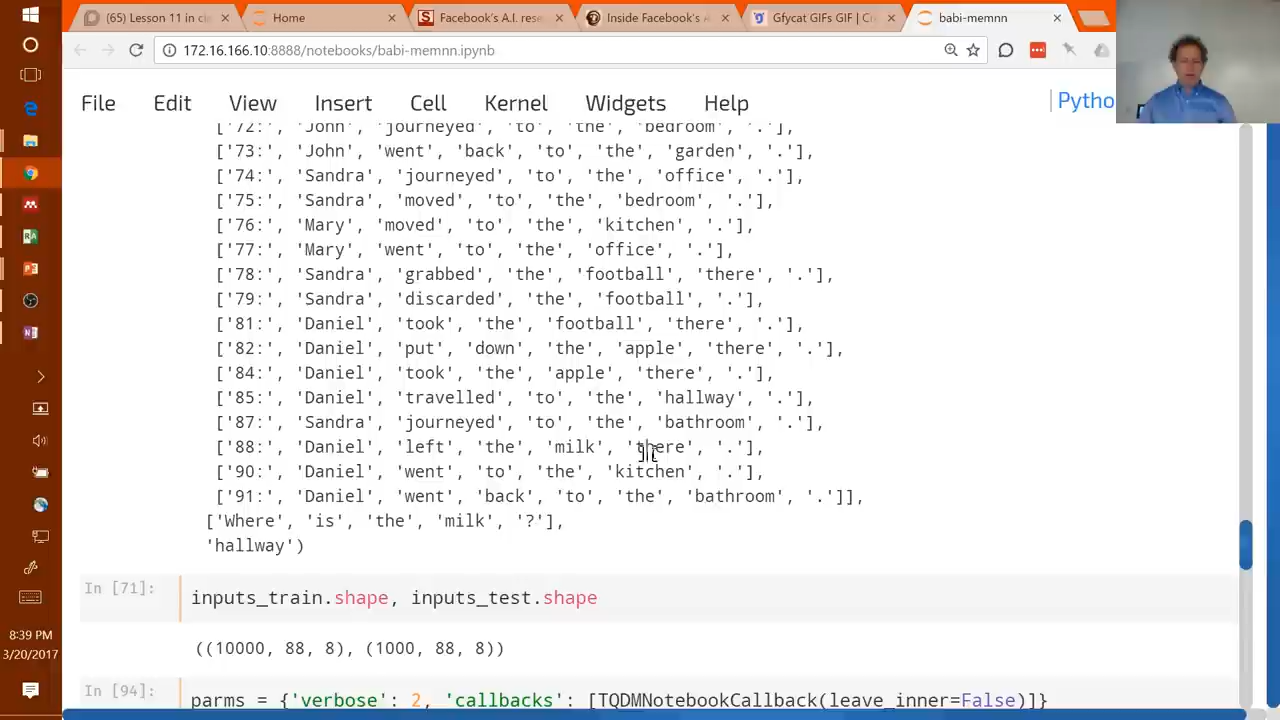 (65) Lesson 11 in cl
Home
Facebook's A.I. rese
Inside Facebook's A
Gfycat GIFs GIF | Cr
babi-memnn
172.16.166.10:8888/notebooks/babi-memnn.ipynb
File Edit View Insert Cell Kernel Widgets Help
Pytho
['72:', 'John', 'journeyed', 'to', 'the', 'bedroom', '.'],
['73:', 'John', 'went', 'back', 'to', 'the', 'garden', '.'],
['74:', 'Sandra', 'journeyed', 'to', 'the', 'office', '.'],
['75:', 'Sandra', 'moved', 'to', 'the', 'bedroom', '.'],
['76:', 'Mary', 'moved', 'to', 'the', 'kitchen', '.'],
['77:', 'Mary', 'went', 'to', 'the', 'office', '.'],
['78:', 'Sandra', 'grabbed', 'the', 'football', 'there', '.'],
['79:', 'Sandra', 'discarded', 'the', 'football', '.'],
['81:', 'Daniel', 'took', 'the', 'football', 'there', '.'],
['82:', 'Daniel', 'put', 'down', 'the', 'apple', 'there', '.'],
['84:', 'Daniel', 'took', 'the', 'apple', 'there', '.'],
['85:', 'Daniel', 'travelled', 'to', 'the', 'hallway', '.'],
['87:', 'Sandra', 'journeyed', 'to', 'the', 'bathroom', '.'],
['88:', 'Daniel', 'left', 'the', 'milk', 'there', '.'],
['90:', 'Daniel', 'went', 'to', 'the', 'kitchen', '.'],
['91:', 'Daniel', 'went', 'back', 'to', 'the', 'bathroom', '.']],
['Where', 'is', 'the', 'milk', '?'],
'hallway')
In [71]:
inputs_train.shape, inputs_test.shape
((10000, 88, 8), (1000, 88, 8))
In [94]:
parms = {'verbose': 2, 'callbacks': [TQDMNotebookCallback(leave_inner=False)]}
8:39 PM
3/20/2017